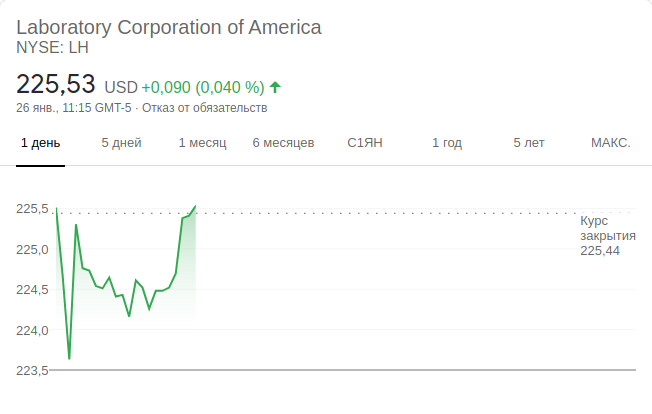 Laboratory Corporation of America
NYSE: LH
225,53 USD +0,090 (0,040 %)
26 янв., 11:15 GMT-5 · Отказ от обязательств
1 день 5 дней 1 месяц 6 месяцев С1ЯН 1 год 5 лет МАКС.
225,5
Курс
закрытия
225,44
225,0
224,5
224,0
223,5